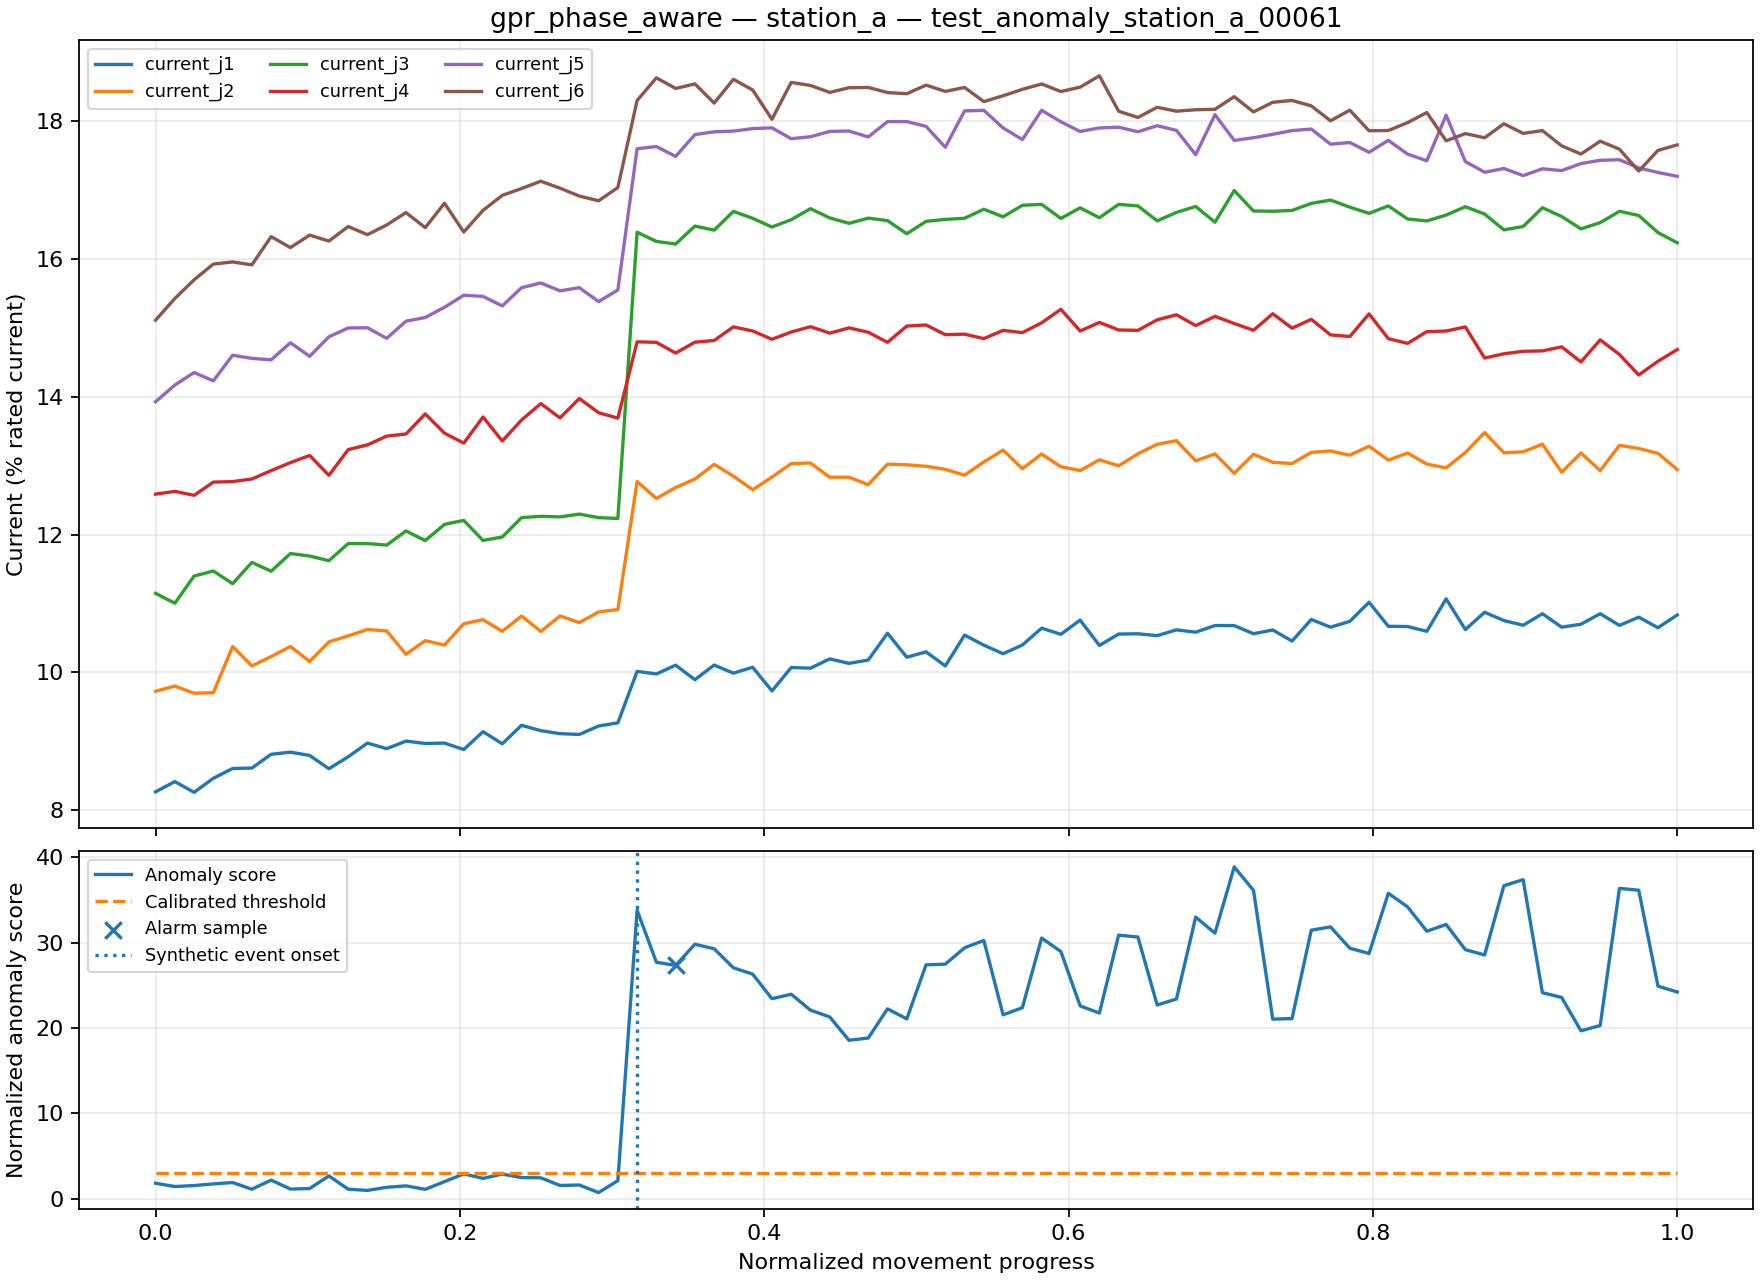 gpr_phase_aware — station_a — test_anomaly_station_a_00061
current_j1 current_j3 current_j5
current_j2 current_j4 current_j6
Current (% rated current)
18
16
14
12
10
8
Anomaly score
Calibrated threshold
Alarm sample
Synthetic event onset
Normalized anomaly score
40
30
20
10
0
0.0 0.2 0.4 0.6 0.8 1.0
Normalized movement progress